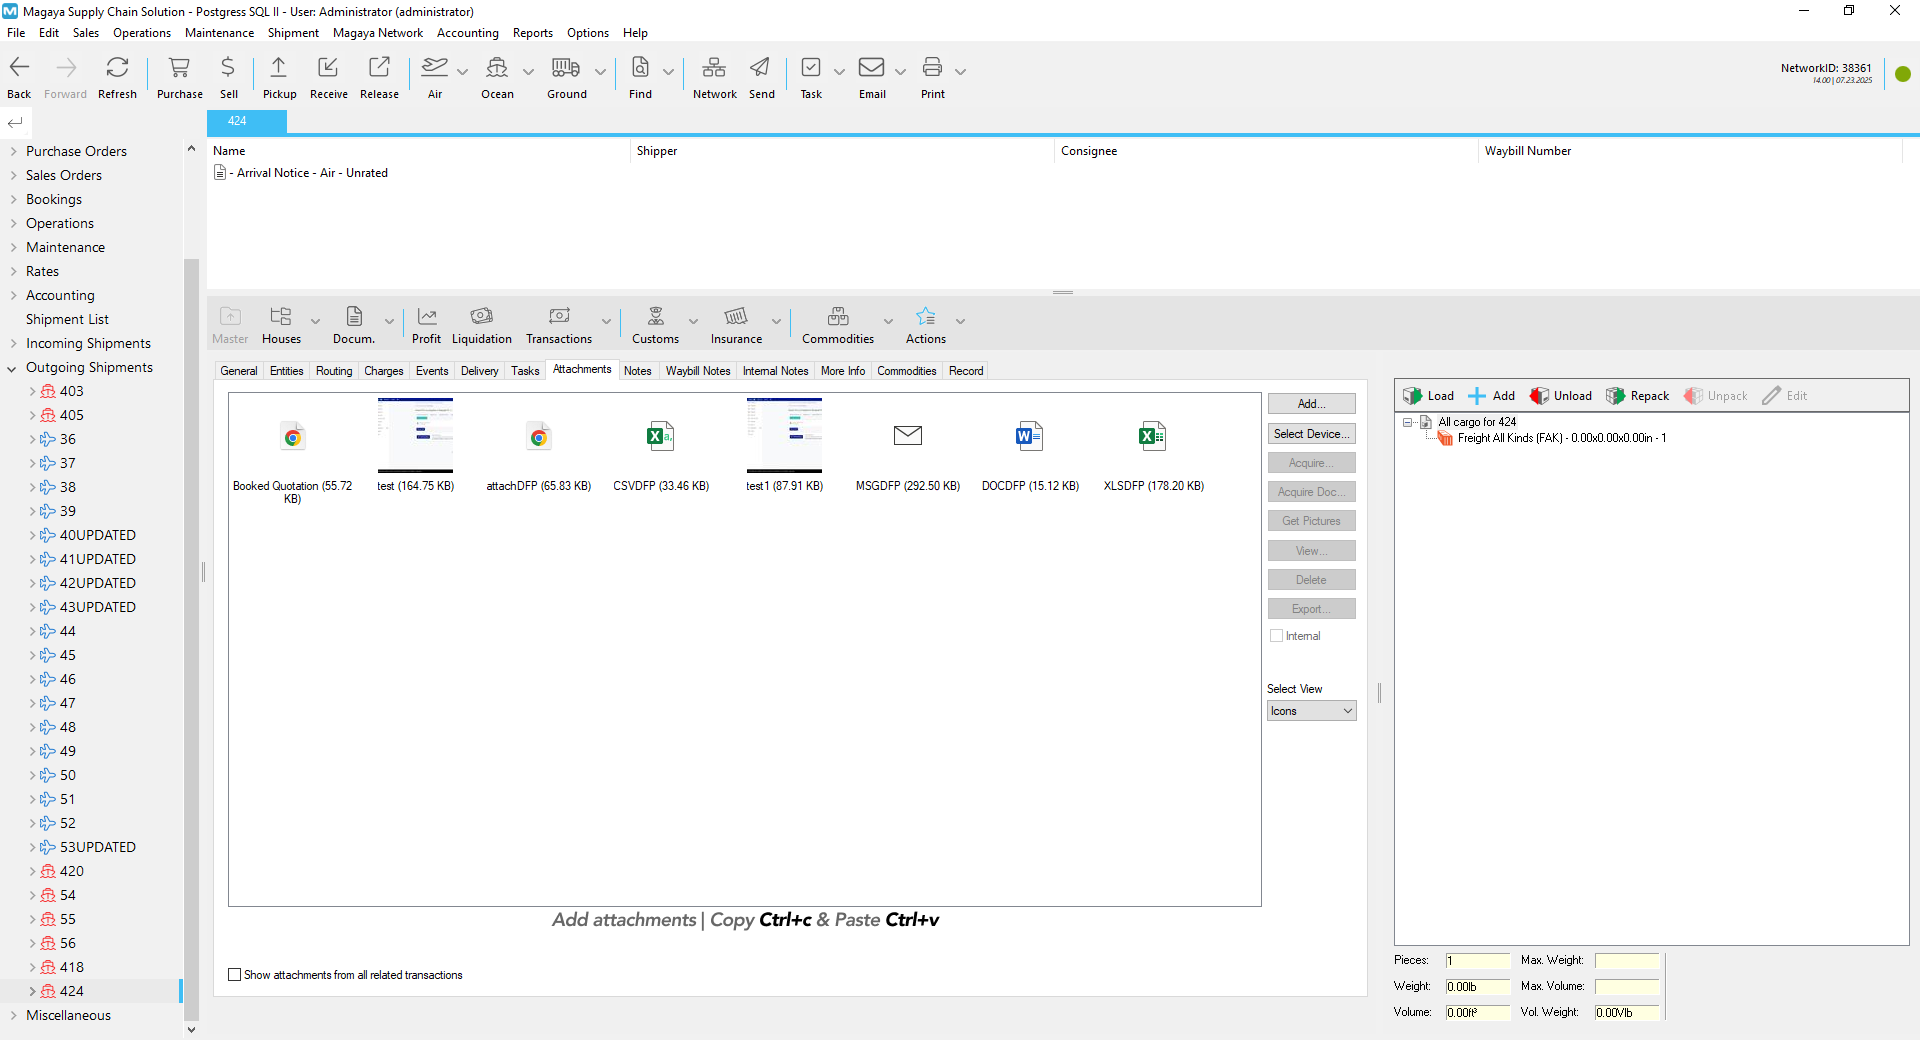 Magaya Supply Chain Solution - Postgress SQL II - User: Administrator (administrator)
File Edit Sales Operations Maintenance Shipment Magaya Network Accounting Reports Options Help
Back Forward Refresh Purchase Sell Pickup Receive Release Air Ocean Ground Find Network Send Task Email Print
NetworkID: 38361
14.00 | 07.23.2025
424
Name Shipper Consignee Waybill Number
- Arrival Notice - Air - Unrated
Purchase Orders
Sales Orders
Bookings
Operations
Maintenance
Rates
Accounting
Shipment List
Incoming Shipments
Outgoing Shipments
403
405
36
37
38
39
40UPDATED
41UPDATED
42UPDATED
43UPDATED
44
45
46
47
48
49
50
51
52
53UPDATED
420
54
55
56
418
424
Miscellaneous
Master Houses Docum. Profit Liquidation Transactions Customs Insurance Commodities Actions
General Entities Routing Charges Events Delivery Tasks Attachments Notes Waybill Notes Internal Notes More Info Commodities Record
Booked Quotation (55.72
KB)
test (164.75 KB)
attachDFP (65.83 KB)
CSVDFP (33.46 KB)
test1 (87.91 KB)
MSGDFP (292.50 KB)
DOCDFP (15.12 KB)
XLSDFP (178.20 KB)
Add...
Select Device...
Acquire...
Acquire Doc...
Get Pictures
View...
Delete
Export...
Internal
Select View
Icons
Add attachments | Copy Ctrl+c & Paste Ctrl+v
Show attachments from all related transactions
Load Add Unload Repack Unpack Edit
All cargo for 424
Freight All Kinds (FAK) - 0.00x0.00x0.00in - 1
Pieces: 1 Max. Weight:
Weight: 0.00lb Max. Volume:
Volume: 0.00ft³ Vol. Weight: 0.00Vlb